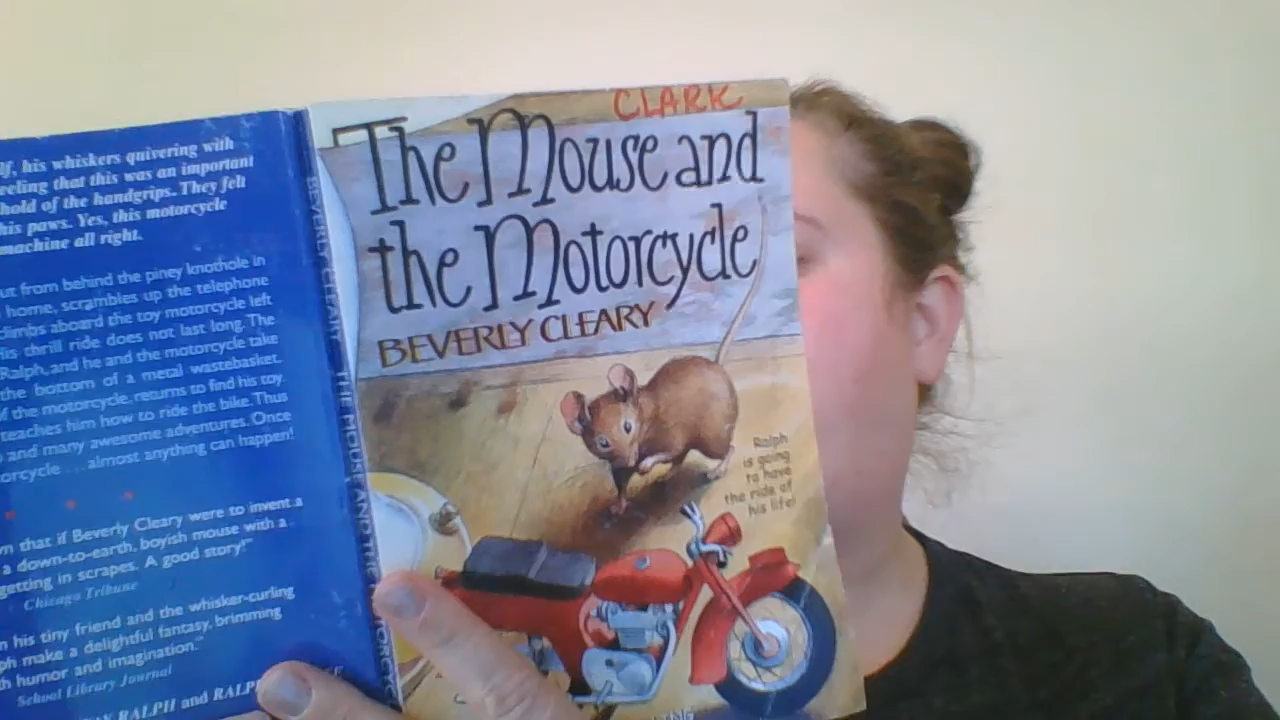 lf, his whiskers quivering with
eeling that this was an important
hold of the handgrips. They felt
his paws. Yes, this motorcycle
machine all right.
ut from behind the piney knothole in
home, scrambles up the telephone
climbs aboard the toy motorcycle left
his thrill ride does not last long. The
Ralph, and he and the motorcycle take
the bottom of a metal wastebasket.
f the motorcycle, returns to find his toy.
teaches him how to ride the bike. Thus
and many awesome adventures. Once
orcycle . . . almost anything can happen!
m that if Beverly Cleary were to invent a
a down-to-earth, boyish mouse with a
getting in scrapes. A good story!"
Chicago Tribune
n his tiny friend and the whisker-curling
ph make a delightful fantasy, brimming
h humor and imagination."
School Library Journal
RALPH and RALP
BEVERLY CLEARY THE MOUSE AND THE MOTORCYC
CLARK
The Mouse and
the Motorcycle
BEVERLY CLEARY
Ralph
is going
to have
the ride of
his life!